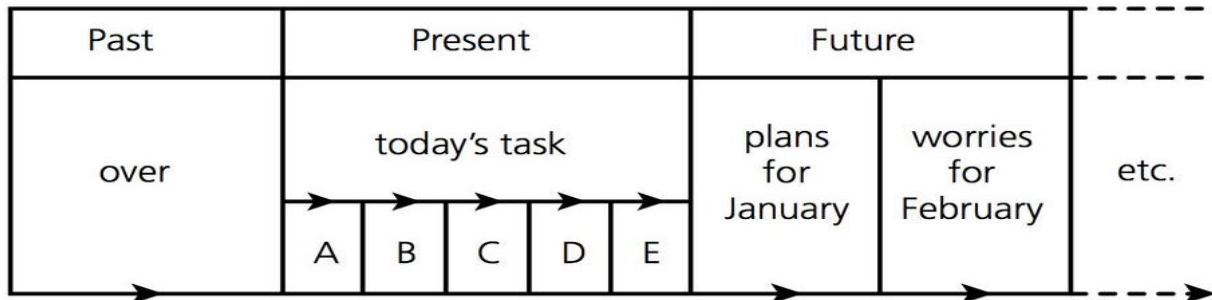 Past Present Future
over
today's task
A B C D E
plans
for
January
worries
for
February
etc.